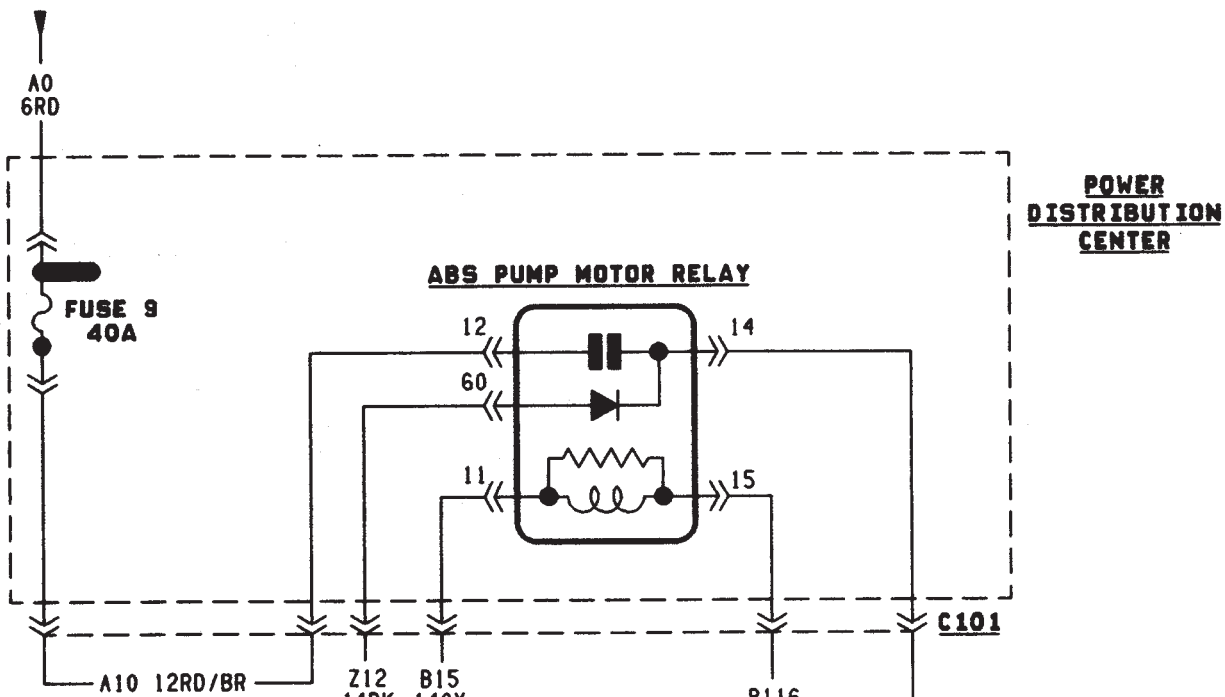 A0
6RD
POWER
DISTRIBUTION
CENTER
ABS PUMP MOTOR RELAY
FUSE 9
40A
12
14
60
11
15
C101
A10 12RD/BR
Z12
B15
B116